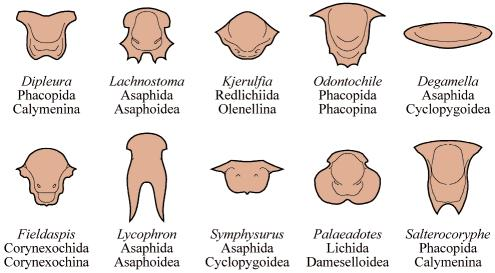 Dipleura
Phacopida
Calymenina
Lachnostoma
Asaphida
Asaphoidea
Kjerulfia
Redlichiida
Olenellina
Odontochile
Phacopida
Phacopina
Degamella
Asaphida
Cyclopygoidea
Fieldaspis
Corynexochida
Corynexochina
Lycophron
Asaphida
Asaphoidea
Symphysurus
Asaphida
Cyclopygoidea
Palaeadotes
Lichida
Dameselloidea
Salterocoryphe
Phacopida
Calymenina